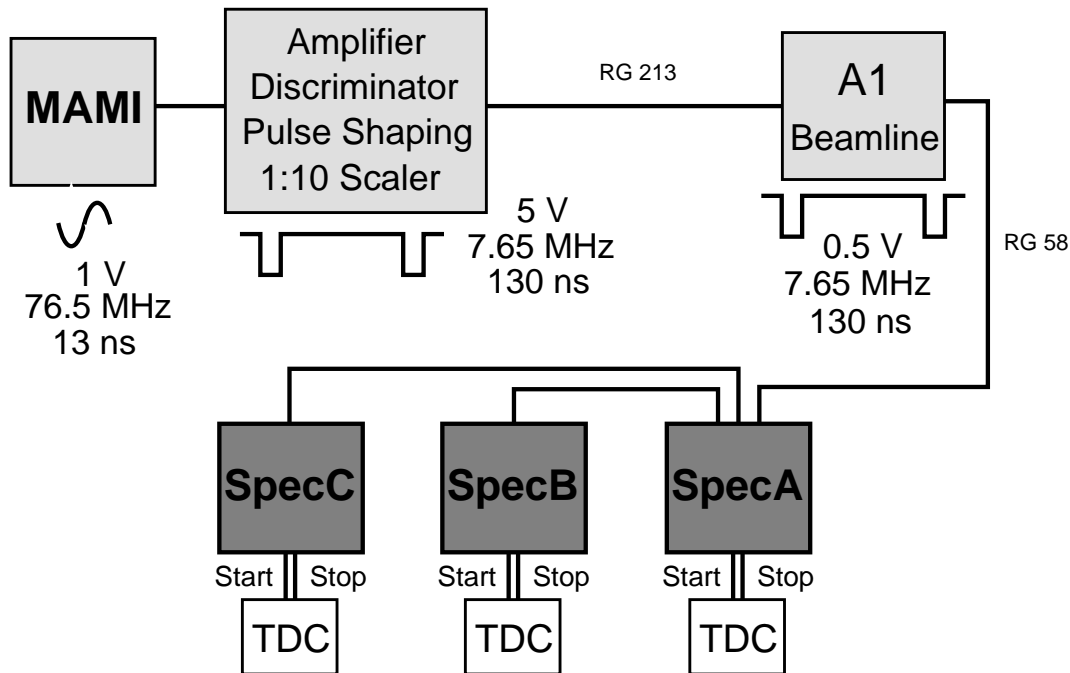 MAMI
Amplifier
Discriminator
Pulse Shaping
1:10 Scaler
RG 213
A1
Beamline
1 V
76.5 MHz
13 ns
5 V
7.65 MHz
130 ns
0.5 V
7.65 MHz
130 ns
RG 58
SpecC
SpecB
SpecA
Start Stop
Start Stop
Start Stop
TDC
TDC
TDC